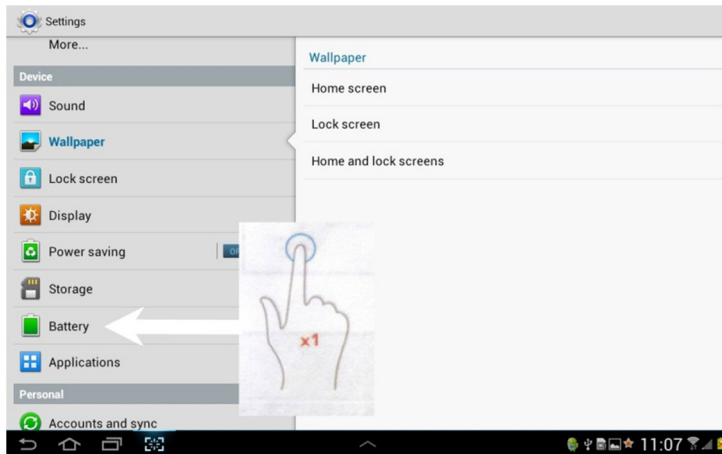 Settings
More...
Device
Sound
Wallpaper
Lock screen
Display
Power saving
Storage
Battery
Applications
Personal
Accounts and sync
Wallpaper
Home screen
Lock screen
Home and lock screens
x1
11:07